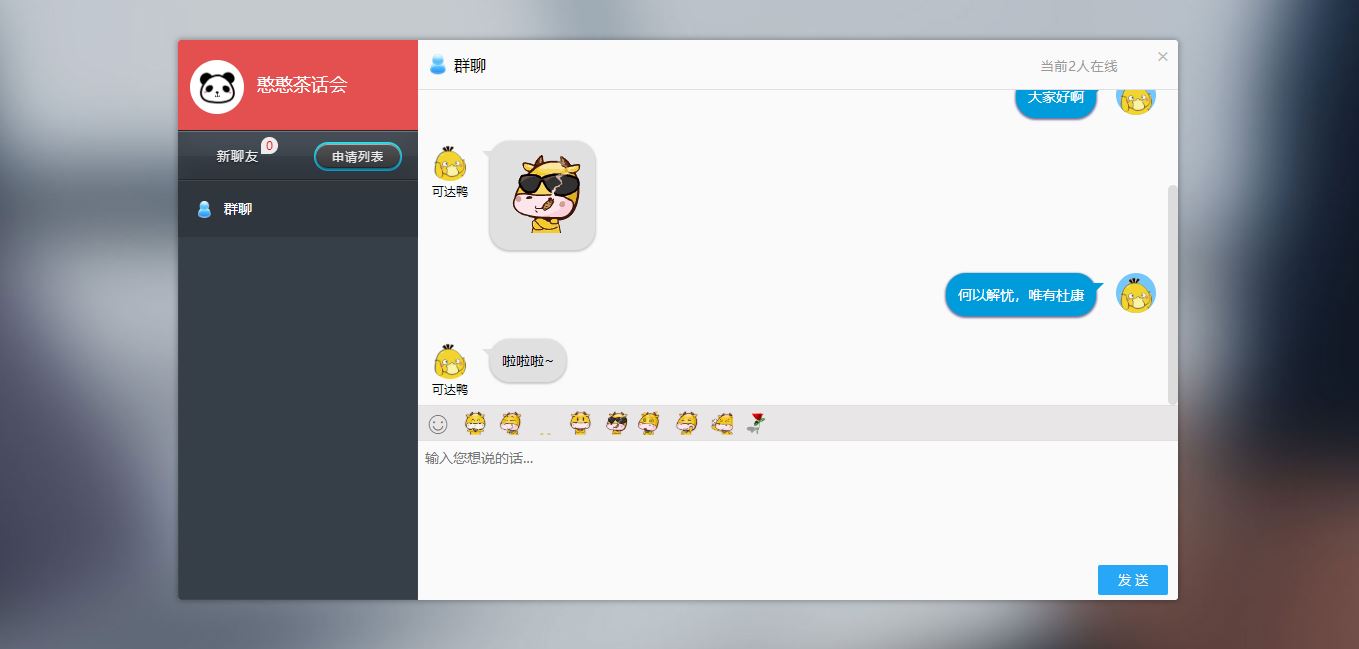 憨憨茶话会
新聊友
0
申请列表
群聊
群聊
当前2人在线
×
大家好啊
可达鸭
何以解忧，唯有杜康
可达鸭
啦啦啦~
输入您想说的话...
发 送